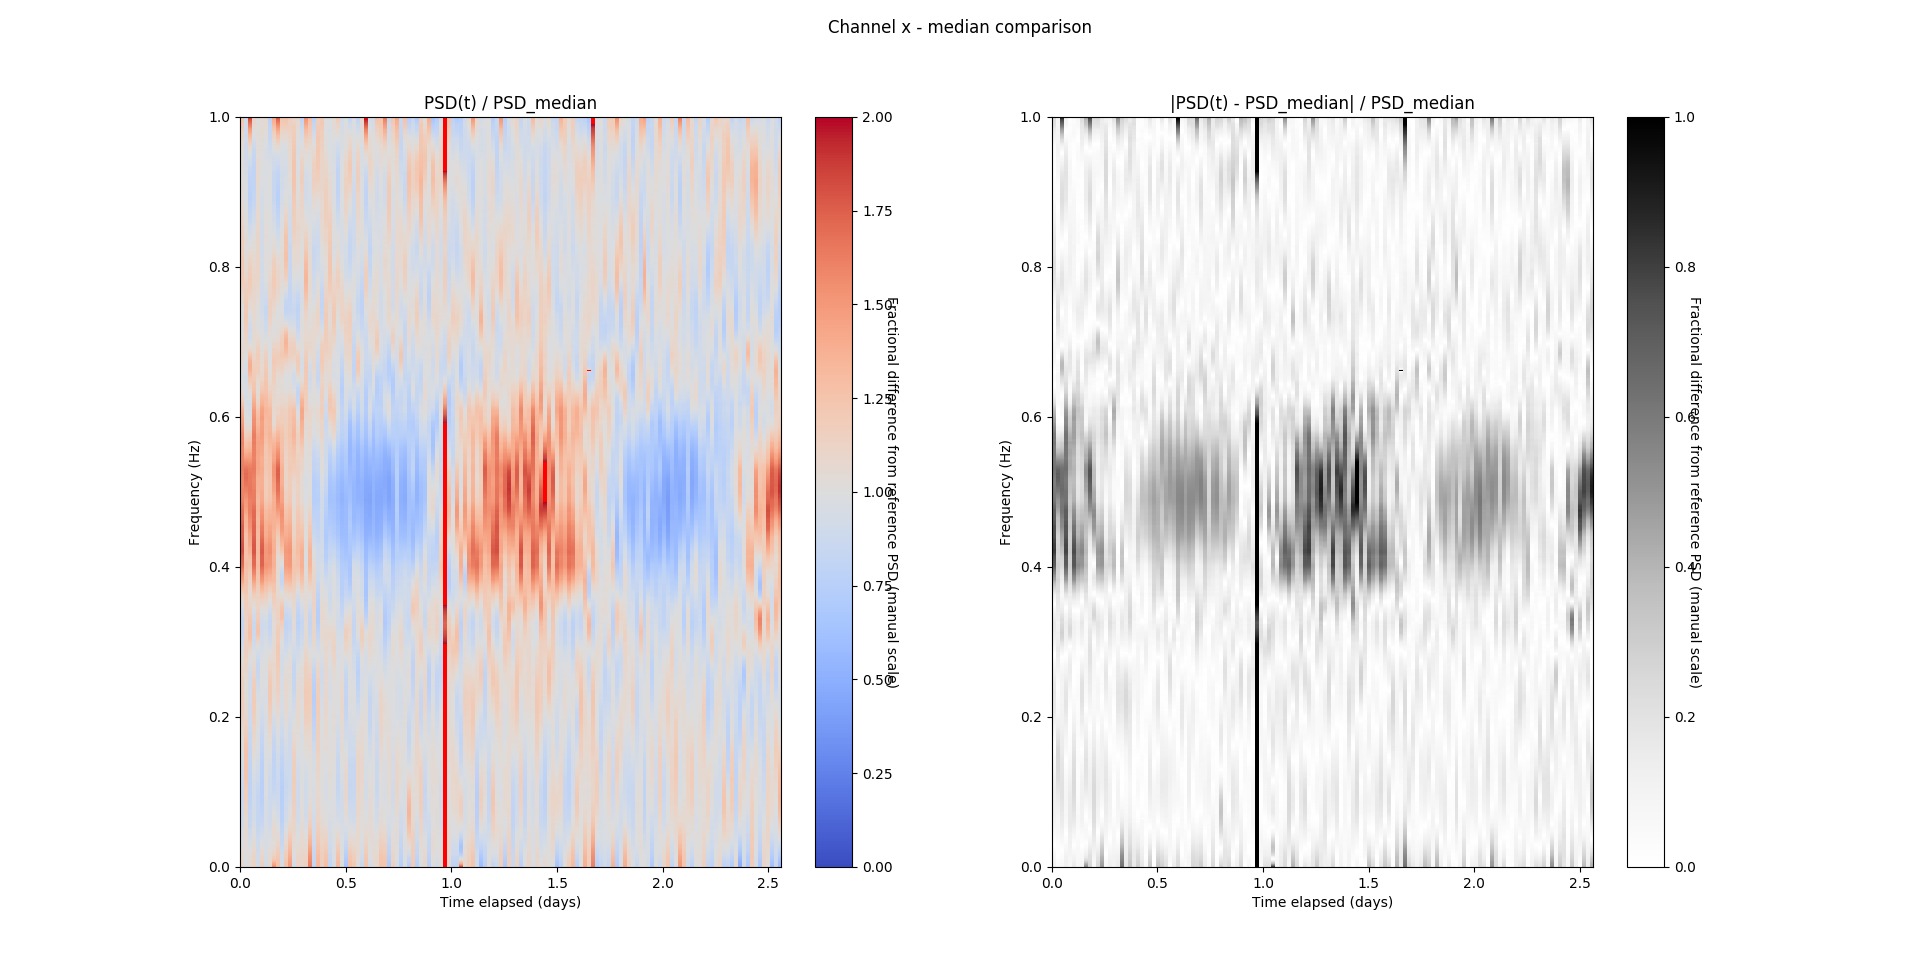 Channel x - median comparison
PSD(t) / PSD_median
1.0
0.8
0.6
0.4
0.2
0.0
Frequency (Hz)
0.0 0.5 1.0 1.5 2.0 2.5
Time elapsed (days)
2.00
1.75
1.50
1.25
1.00
0.75
0.50
0.25
0.00
Fractional difference from reference PSD (manual scale)
|PSD(t) - PSD_median| / PSD_median
1.0
0.8
0.6
0.4
0.2
0.0
Frequency (Hz)
0.0 0.5 1.0 1.5 2.0 2.5
Time elapsed (days)
1.0
0.8
0.6
0.4
0.2
0.0
Fractional difference from reference PSD (manual scale)